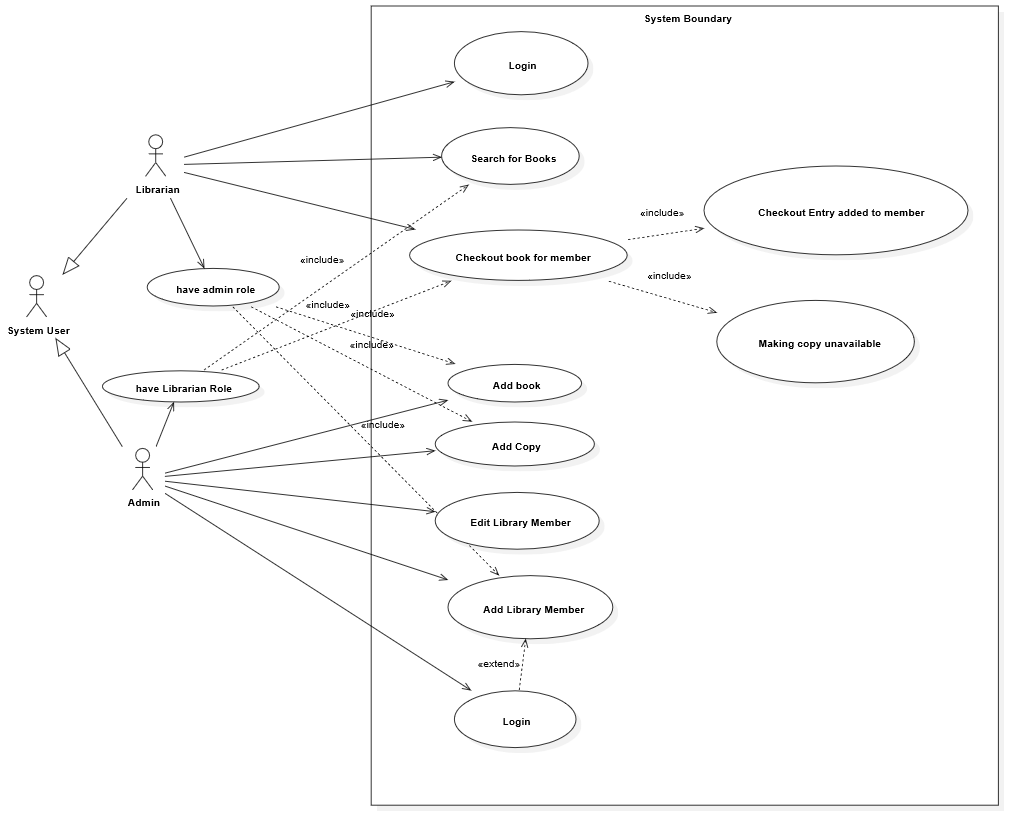 System Boundary
Login
Search for Books
Librarian
«include»
Checkout Entry added to member
Checkout book for member
«include»
«include»
have admin role
«include»
«include»
System User
Making copy unavailable
«include»
have Librarian Role
Add book
«include»
Add Copy
Admin
Edit Library Member
Add Library Member
«extend»
Login